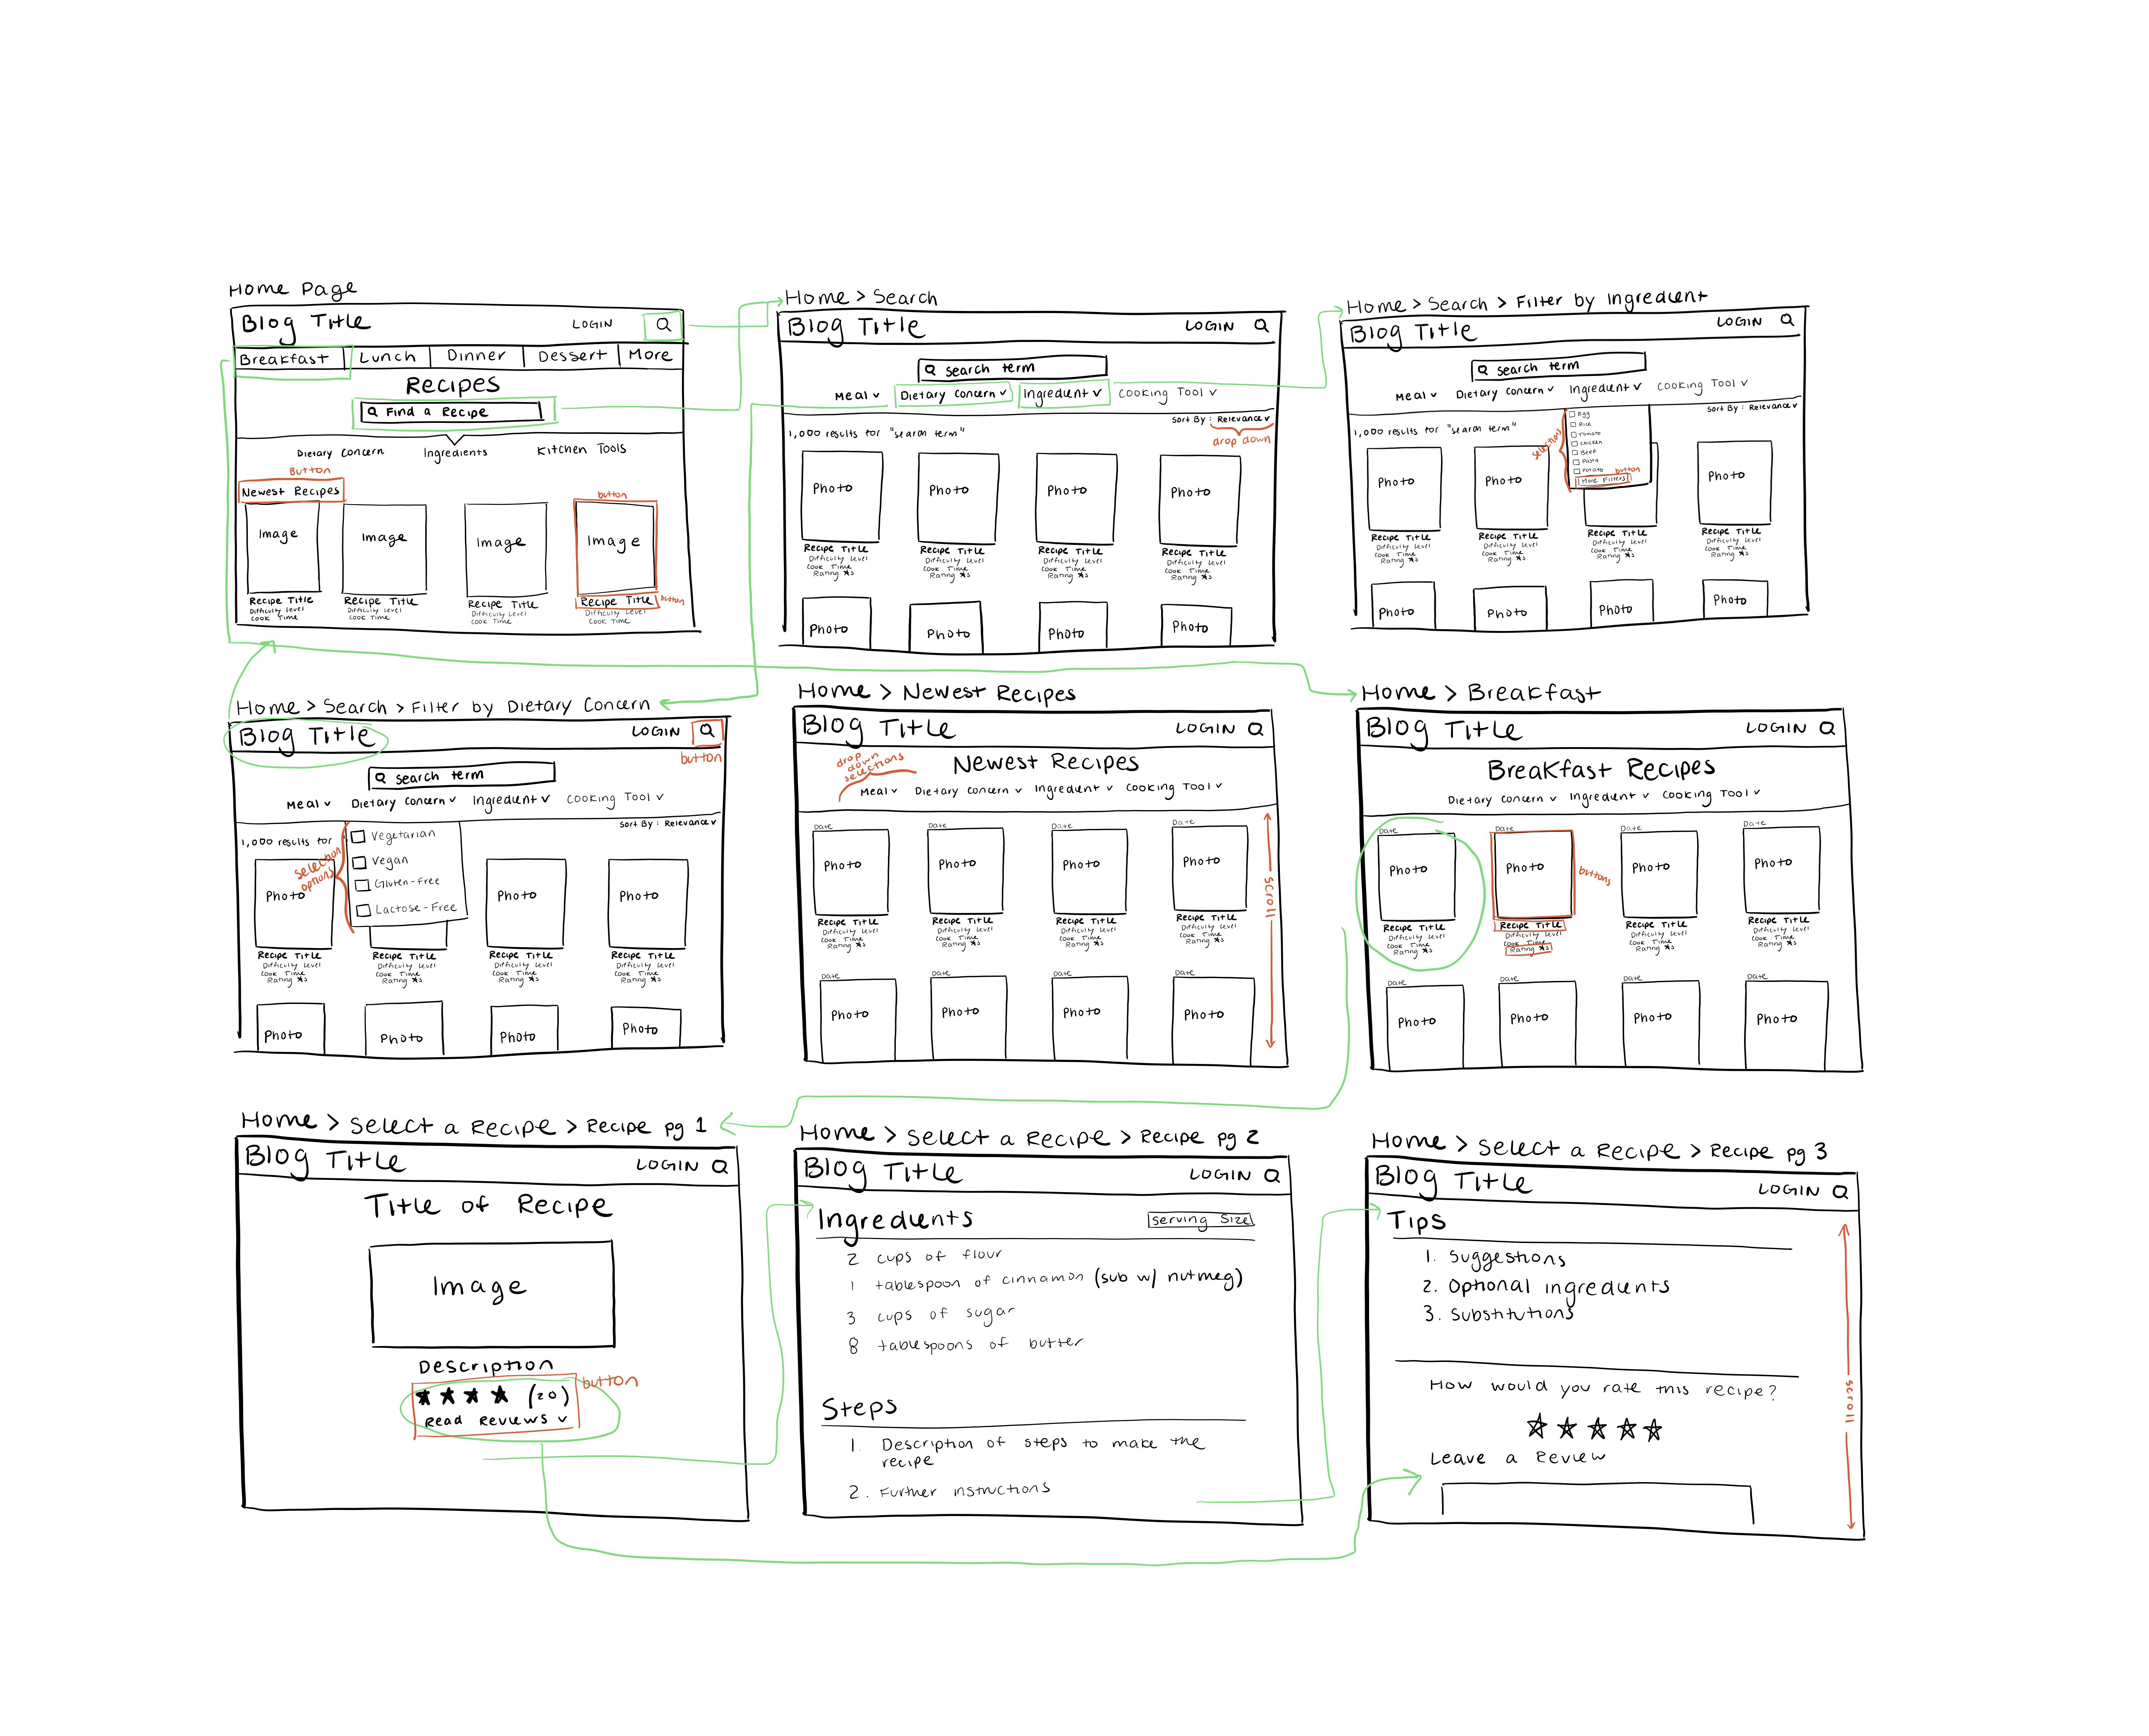 Home Page
Blog Title LOGIN
Breakfast Lunch Dinner Dessert More
Recipes
Find a Recipe
Dietary Concern Ingredients Kitchen Tools
Button
Newest Recipes
button
Image Image Image Image
Recipe Title Recipe Title Recipe Title Recipe Title button
Difficulty Level Difficulty Level Difficulty Level Difficulty Level
Cook Time Cook Time Cook Time Cook Time
Home > Search
Blog Title LOGIN
search term
Meal Dietary Concern Ingredient Cooking Tool
Sort By: Relevance
1,000 results for "search term"
drop down
Photo Photo Photo Photo
Recipe Title Recipe Title Recipe Title Recipe Title
Difficulty Level Difficulty Level Difficulty Level Difficulty Level
Cook Time Cook Time Cook Time Cook Time
Rating ★s Rating ★s Rating ★s Rating ★s
Photo Photo Photo Photo
Home > Search > Filter by Ingredient
Blog Title LOGIN
search term
Meal Dietary Concern Ingredient Cooking Tool
Sort By: Relevance
1,000 results for "search term"
selections
Egg
Rice
Tomato
Chicken
Beef
Pasta
Potato button
More Filters
Photo Photo Photo
Recipe Title Recipe Title Recipe Title Recipe Title
Difficulty Level Difficulty Level Difficulty Level Difficulty Level
Cook Time Cook Time Cook Time Cook Time
Rating ★s Rating ★s Rating ★s Rating ★s
Photo Photo Photo Photo
Home > Search > Filter by Dietary Concern
Blog Title LOGIN
button
search term
Meal Dietary Concern Ingredient Cooking Tool
Sort By: Relevance
1,000 results for
selection options
Vegetarian
Vegan
Gluten-Free
Lactose-Free
Photo Photo Photo
Recipe Title Recipe Title Recipe Title Recipe Title
Difficulty Level Difficulty Level Difficulty Level Difficulty Level
Cook Time Cook Time Cook Time Cook Time
Rating ★s Rating ★s Rating ★s Rating ★s
Photo Photo Photo Photo
Home > Newest Recipes
Blog Title LOGIN
drop down selections
Newest Recipes
Meal Dietary Concern Ingredient Cooking Tool
Date Date Date Date
Photo Photo Photo Photo
scroll
Recipe Title Recipe Title Recipe Title Recipe Title
Difficulty Level Difficulty Level Difficulty Level Difficulty Level
Cook Time Cook Time Cook Time Cook Time
Rating ★s Rating ★s Rating ★s Rating ★s
Date Date Date Date
Photo Photo Photo Photo
Home > Breakfast
Blog Title LOGIN
Breakfast Recipes
Dietary Concern Ingredient Cooking Tool
Date Date Date Date
Photo Photo Photo Photo
buttons
Recipe Title Recipe Title Recipe Title Recipe Title
Difficulty Level Difficulty Level Difficulty Level Difficulty Level
Cook Time Cook Time Cook Time Cook Time
Rating ★s Rating ★s Rating ★s Rating ★s
Date Date Date Date
Photo Photo Photo Photo
Home > Select a Recipe > Recipe pg 1
Blog Title LOGIN
Title of Recipe
Image
Description
button
★ ★ ★ ★ (20)
Read Reviews
Home > Select a Recipe > Recipe pg 2
Blog Title LOGIN
Ingredients Serving Size
2 cups of flour
1 tablespoon of cinnamon (sub w/ nutmeg)
3 cups of sugar
8 tablespoons of butter
Steps
1. Description of steps to make the
recipe
2. Further instructions
Home > Select a Recipe > Recipe pg 3
Blog Title LOGIN
Tips
1. Suggestions
2. Optional ingredients
3. Substitutions
How would you rate this recipe?
scroll
Leave a Review